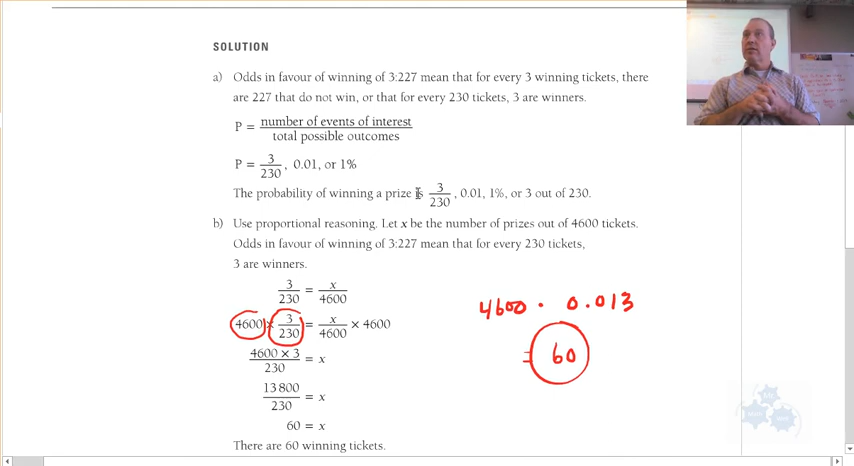 SOLUTION
a) Odds in favour of winning of 3:227 mean that for every 3 winning tickets, there
are 227 that do not win, or that for every 230 tickets, 3 are winners.
P = number of events of interest / total possible outcomes
P = 3/230, 0.01, or 1%
The probability of winning a prize is 3/230, 0.01, 1%, or 3 out of 230.
b) Use proportional reasoning. Let x be the number of prizes out of 4600 tickets.
Odds in favour of winning of 3:227 mean that for every 230 tickets,
3 are winners.
3/230 = x/4600
4600 × 3/230 = x/4600 × 4600
4600 × 3/230 = x
13 800/230 = x
60 = x
There are 60 winning tickets.
4600 · 0.013
= 60